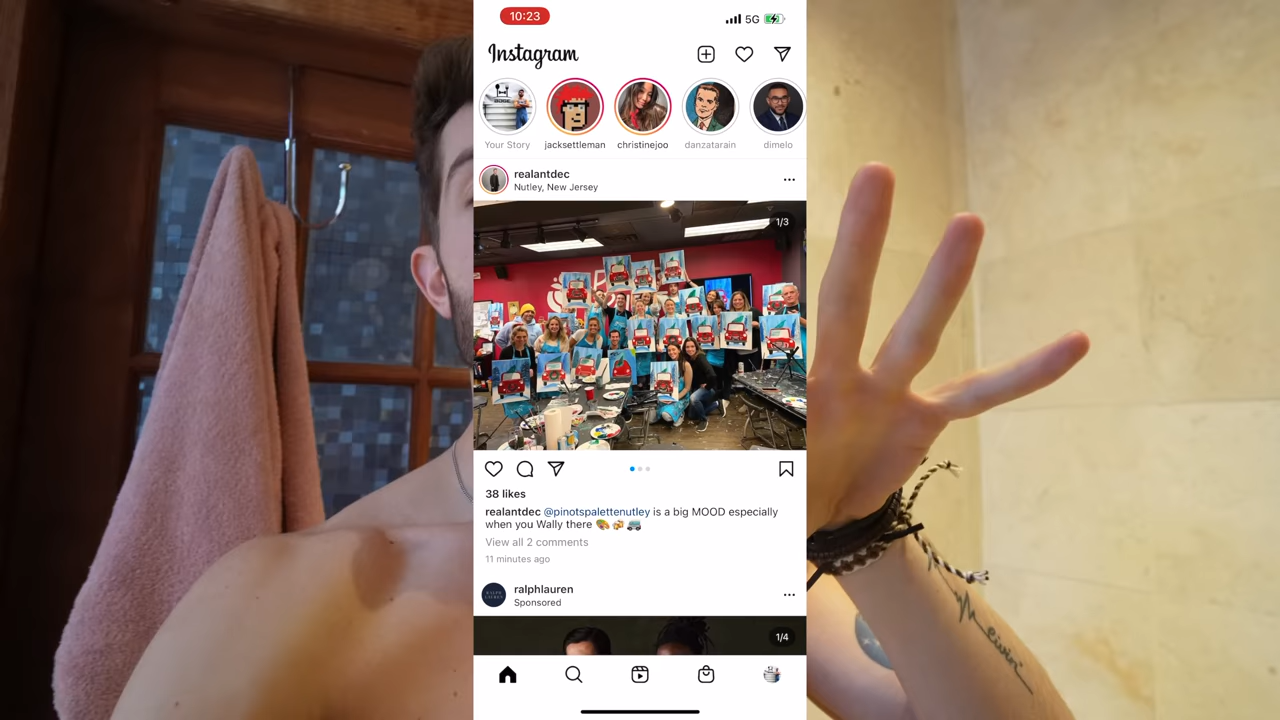 10:23
5G
Instagram
Your Story
jacksettleman
christinejoo
danzatarain
dimelo
realantdec
Nutley, New Jersey
1/3
38 likes
realantdec @pinotspalettenutley is a big MOOD especially
when you Wally there 🎨🍻🚙
View all 2 comments
11 minutes ago
RALPH
LAUREN
ralphlauren
Sponsored
1/4